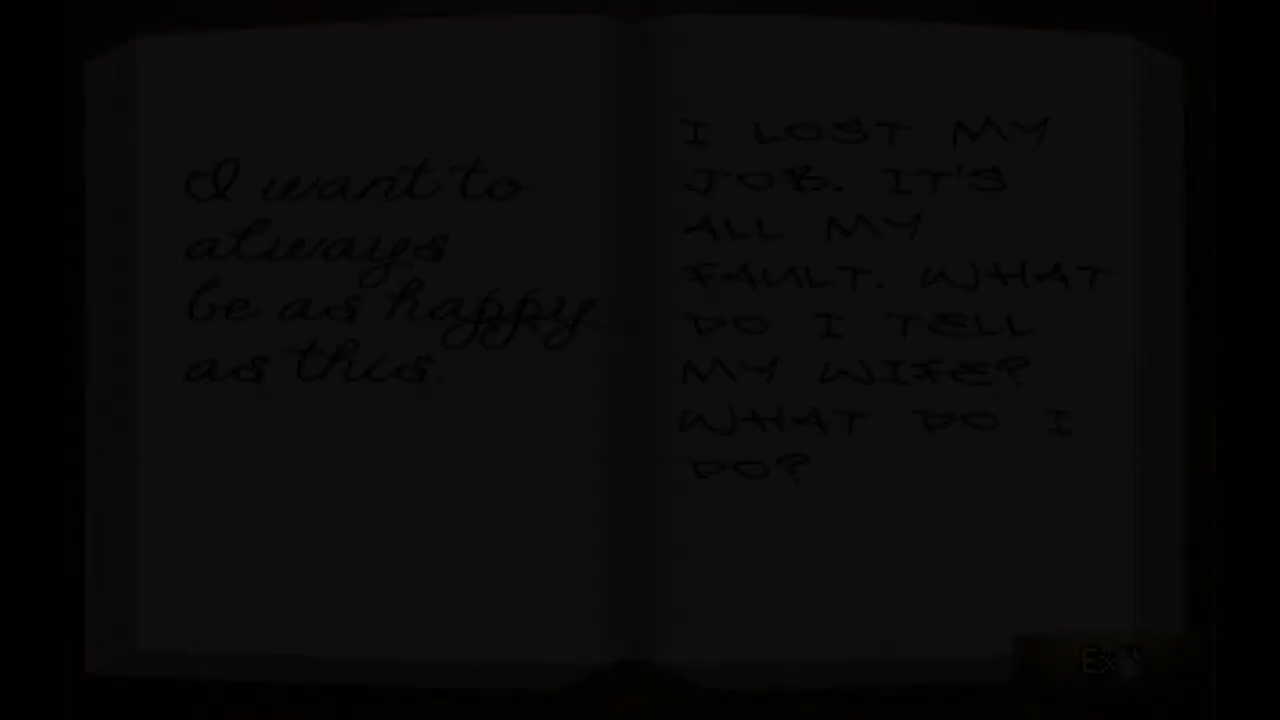 I want to
always
be as happy
as this.
I LOST MY
JOB. IT'S
ALL MY
FAULT. WHAT
DO I TELL
MY WIFE?
WHAT DO I
DO?
Exit